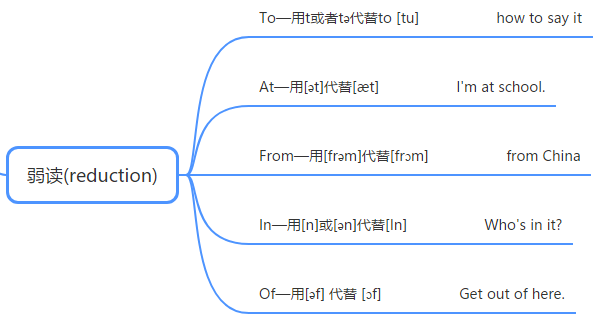 To—用t或者tə代替to [tu] how to say it
At—用[ət]代替[æt] I'm at school.
弱读(reduction)
From—用[frəm]代替[frɔm] from China
In—用[n]或[ən]代替[In] Who's in it?
Of—用[əf] 代替 [ɔf] Get out of here.